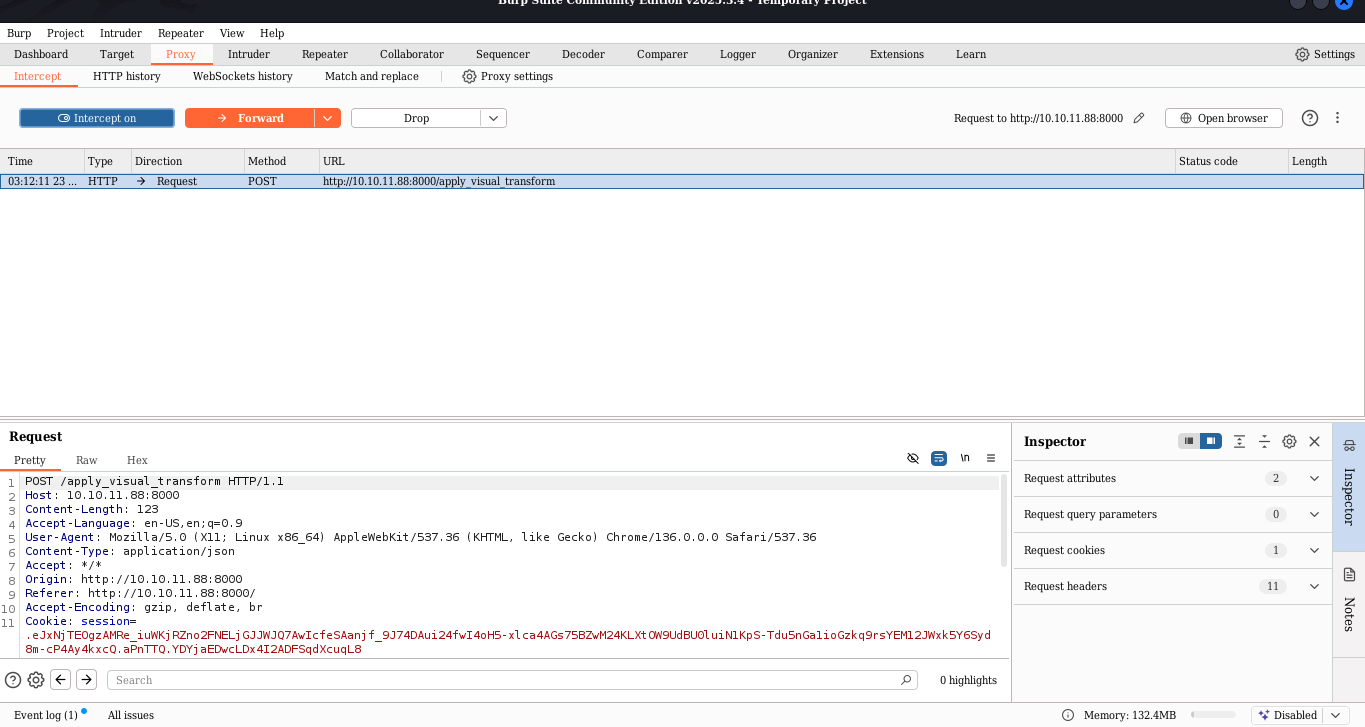 Burp Suite Community Edition v2025.5.4 - Temporary Project
Burp Project Intruder Repeater View Help
Dashboard Target Proxy Intruder Repeater Collaborator Sequencer Decoder Comparer Logger Organizer Extensions Learn Settings
Intercept HTTP history WebSockets history Match and replace Proxy settings
Intercept on Forward Drop Request to http://10.10.11.88:8000 Open browser
Time Type Direction Method URL Status code Length
03:12:11 23 ... HTTP → Request POST http://10.10.11.88:8000/apply_visual_transform
Request
Pretty Raw Hex \n
1 POST /apply_visual_transform HTTP/1.1
2 Host: 10.10.11.88:8000
3 Content-Length: 123
4 Accept-Language: en-US,en;q=0.9
5 User-Agent: Mozilla/5.0 (X11; Linux x86_64) AppleWebKit/537.36 (KHTML, like Gecko) Chrome/136.0.0.0 Safari/537.36
6 Content-Type: application/json
7 Accept: */*
8 Origin: http://10.10.11.88:8000
9 Referer: http://10.10.11.88:8000/
10 Accept-Encoding: gzip, deflate, br
11 Cookie: session=
.eJxNjTEOgzAMRe_iuWKjRZno2FNELjGJJWJQ7AwIcfeSAanjf_9J74DAui24fwI4oH5-xlca4AGs75BZwM24KLXtOW9UdBU0luiN1KpS-Tdu5nGa1ioGzkq9rsYEM12JWxk5Y6Syd
8m-cP4Ay4kxcQ.aPnTTQ.YDYjaEDwcLDx4I2ADFSqdXcuqL8
Inspector
Request attributes 2
Request query parameters 0
Request cookies 1
Request headers 11
Inspector
Notes
Search 0 highlights
Event log (1) All issues Memory: 132.4MB Disabled